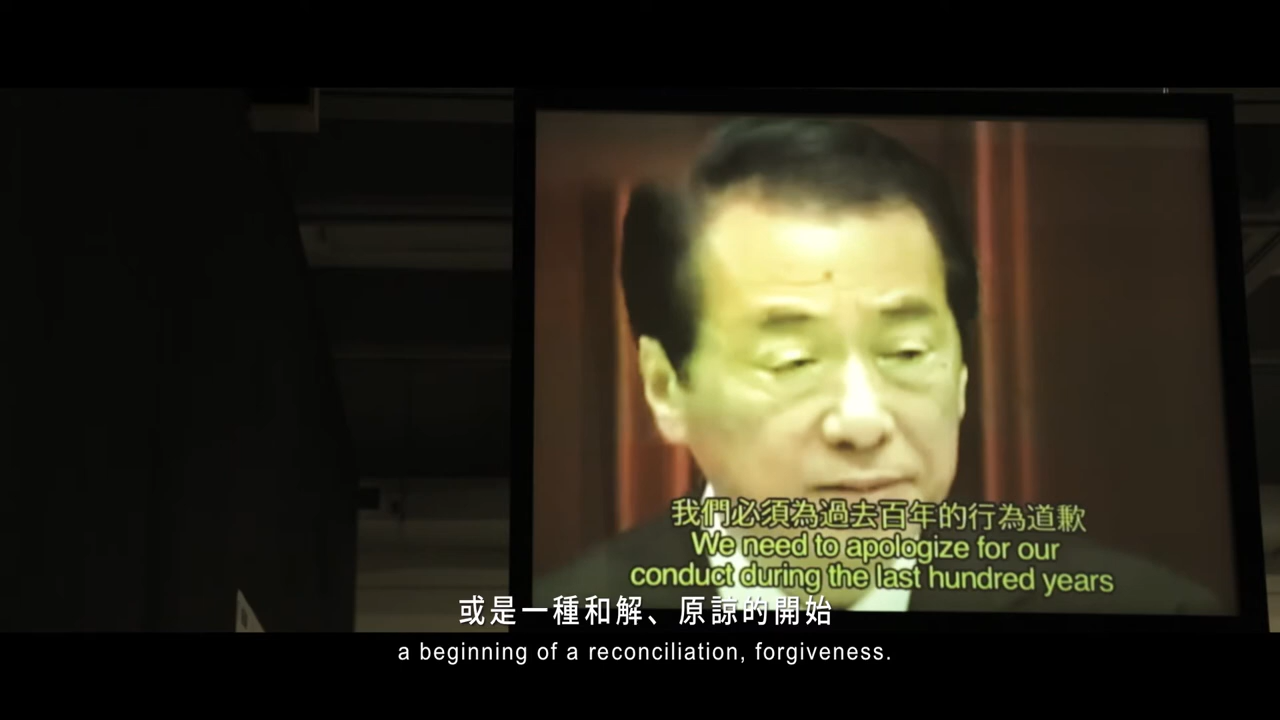 我們必須為過去百年的行為道歉
We need to apologize for our
conduct during the last hundred years
或是一種和解、原諒的開始
a beginning of a reconciliation, forgiveness.